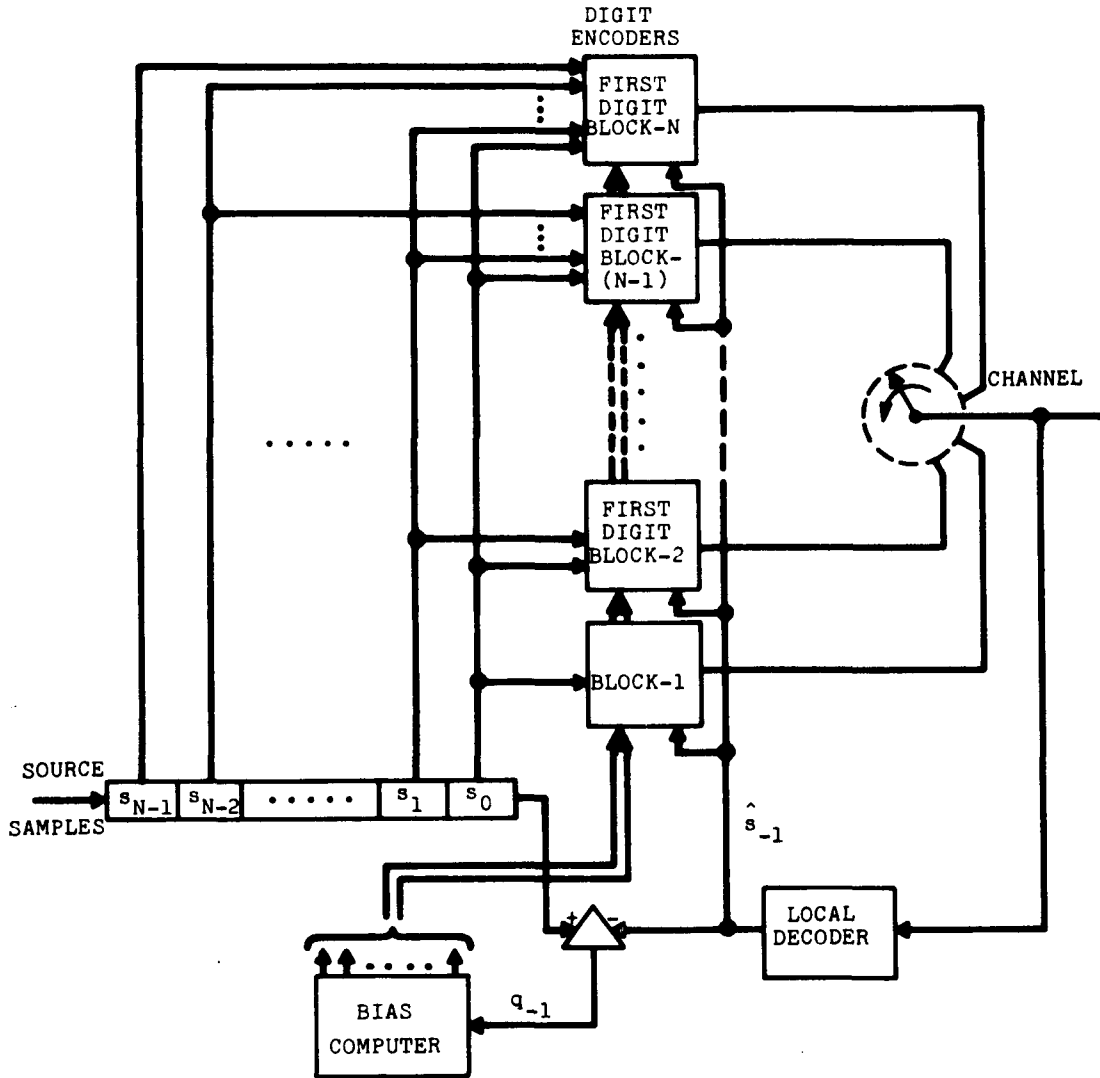 DIGIT
ENCODERS
FIRST
DIGIT
BLOCK-N
FIRST
DIGIT
BLOCK-
(N-1)
CHANNEL
FIRST
DIGIT
BLOCK-2
BLOCK-1
SOURCE
SAMPLES
s_{N-1} s_{N-2} ..... s_1 s_0
ŝ_{-1}
+ -
LOCAL
DECODER
q_{-1}
BIAS
COMPUTER